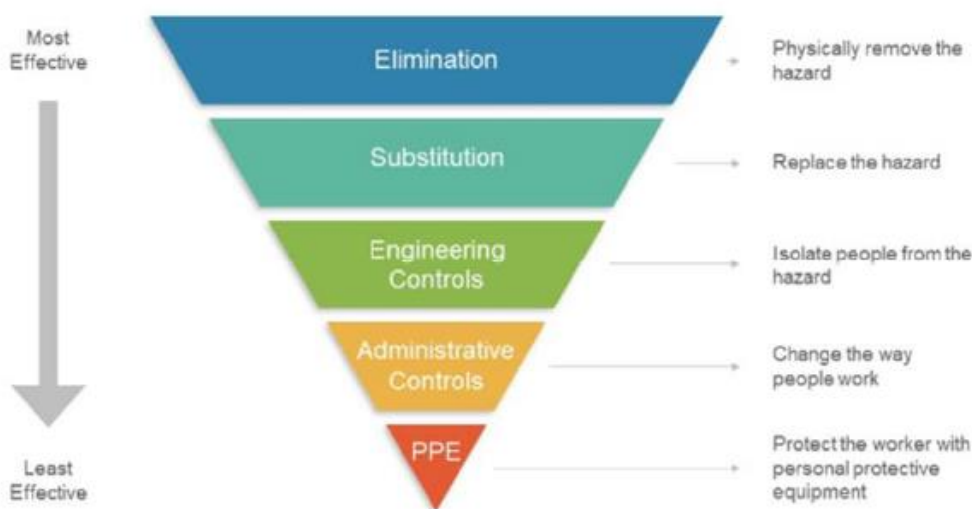 Most
Effective
Elimination
Physically remove the
hazard
Substitution
Replace the hazard
Engineering
Controls
Isolate people from the
hazard
Administrative
Controls
Change the way
people work
PPE
Protect the worker with
personal protective
equipment
Least
Effective